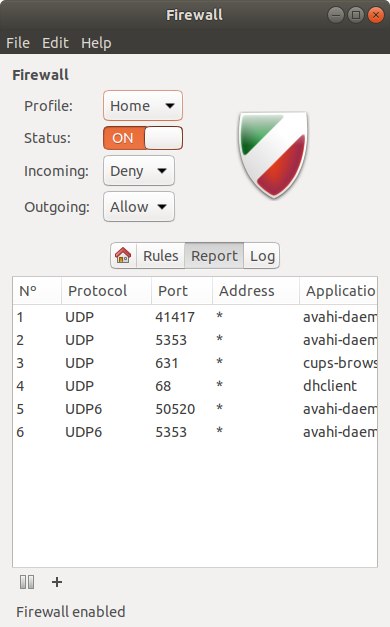 Firewall
File Edit Help
Firewall
Profile: Home
Status: ON
Incoming: Deny
Outgoing: Allow
Rules Report Log
Nº Protocol Port Address Applicatio
1 UDP 41417 * avahi-daem
2 UDP 5353 * avahi-daem
3 UDP 631 * cups-brows
4 UDP 68 * dhclient
5 UDP6 50520 * avahi-daem
6 UDP6 5353 * avahi-daem
Firewall enabled